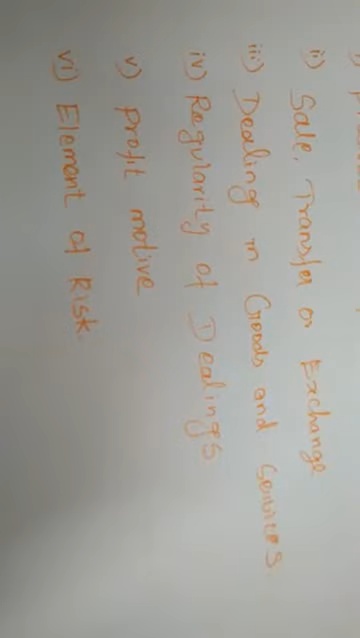 ii) Sale, Transfer or Exchange
iii) Dealing in Goods and Services
iv) Regularity of Dealings
v) Profit motive
vi) Element of Risk